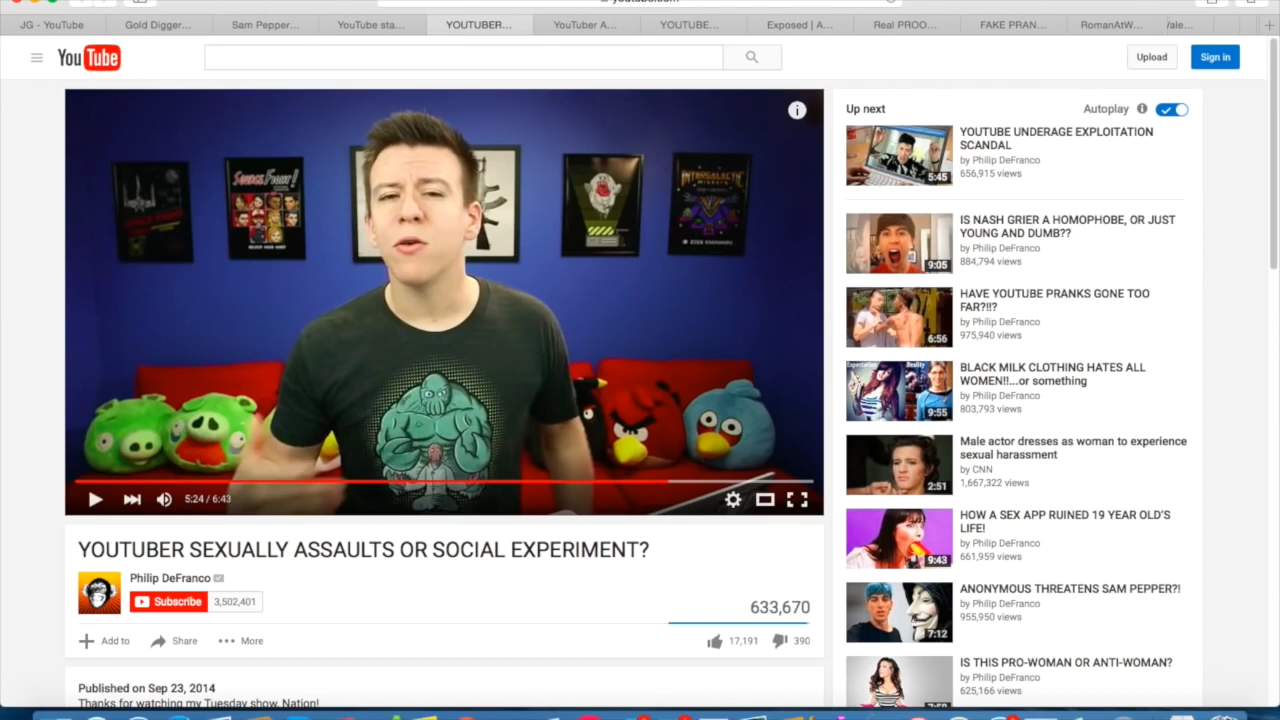 JG - YouTube
Gold Digger...
Sam Pepper...
YouTube sta...
YOUTUBER...
YouTuber A...
YOUTUBE...
Exposed | A...
Real PROO...
FAKE PRAN...
RomanAtW...
YouTube
Upload
Sign in
SaugeFight!
5:24 / 6:43
YOUTUBER SEXUALLY ASSAULTS OR SOCIAL EXPERIMENT?
Philip DeFranco
Subscribe 3,502,401
633,670
Add to
Share
More
17,191
390
Published on Sep 23, 2014
Thanks for watching my Tuesday show, Nation!
Up next
Autoplay
YOUTUBE UNDERAGE EXPLOITATION
SCANDAL
by Philip DeFranco
656,915 views
5:45
IS NASH GRIER A HOMOPHOBE, OR JUST
YOUNG AND DUMB??
by Philip DeFranco
884,794 views
9:05
HAVE YOUTUBE PRANKS GONE TOO
FAR?!!?
by Philip DeFranco
975,940 views
6:56
Expectation
Reality
BLACK MILK CLOTHING HATES ALL
WOMEN!!...or something
by Philip DeFranco
803,793 views
9:55
Male actor dresses as woman to experience
sexual harassment
by CNN
1,667,322 views
2:51
HOW A SEX APP RUINED 19 YEAR OLD'S
LIFE!
by Philip DeFranco
661,959 views
9:43
ANONYMOUS THREATENS SAM PEPPER?!
by Philip DeFranco
955,950 views
7:12
IS THIS PRO-WOMAN OR ANTI-WOMAN?
by Philip DeFranco
625,166 views